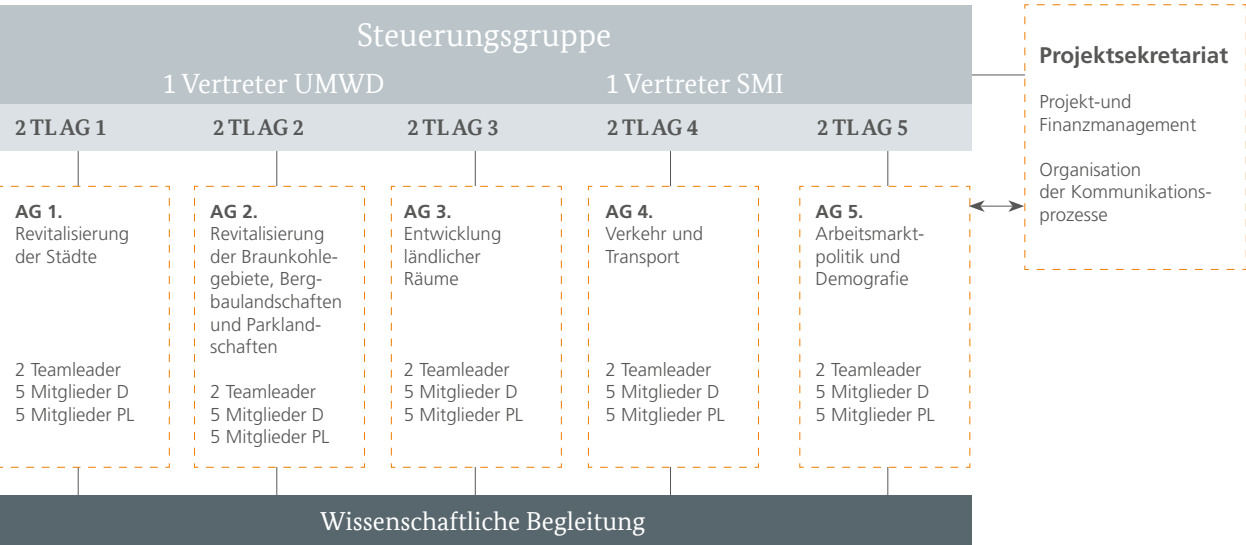 Steuerungsgruppe
1 Vertreter UMWD
1 Vertreter SMI
2 TL AG 1
2 TL AG 2
2 TL AG 3
2 TL AG 4
2 TL AG 5
AG 1.
Revitalisierung
der Städte
2 Teamleader
5 Mitglieder D
5 Mitglieder PL
AG 2.
Revitalisierung
der Braunkohle-
gebiete, Berg-
baulandschaften
und Parkland-
schaften
2 Teamleader
5 Mitglieder D
5 Mitglieder PL
AG 3.
Entwicklung
ländlicher
Räume
2 Teamleader
5 Mitglieder D
5 Mitglieder PL
AG 4.
Verkehr und
Transport
2 Teamleader
5 Mitglieder D
5 Mitglieder PL
AG 5.
Arbeitsmarkt-
politik und
Demografie
2 Teamleader
5 Mitglieder D
5 Mitglieder PL
Wissenschaftliche Begleitung
Projektsekretariat
Projekt-und
Finanzmanagement
Organisation
der Kommunikations-
prozesse